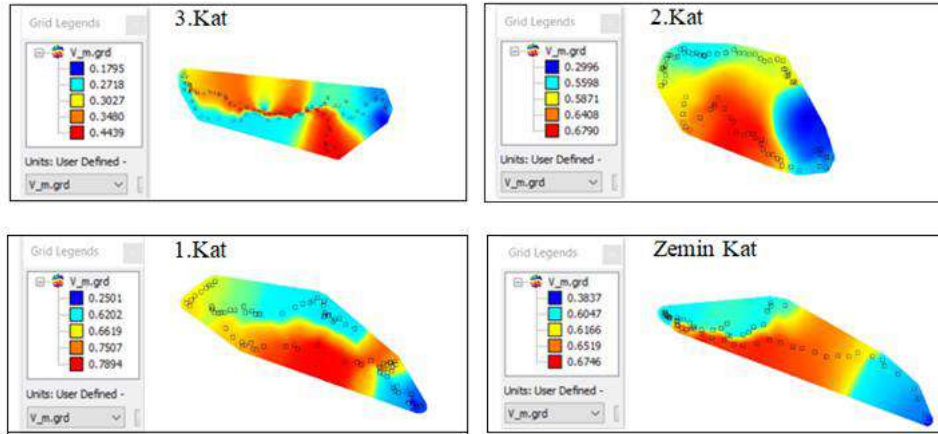 Grid Legends
3.Kat
V_m.grd
0.1795
0.2718
0.3027
0.3480
0.4439
Units: User Defined -
V_m.grd
Grid Legends
2.Kat
V_m.grd
0.2996
0.5598
0.5871
0.6408
0.6790
Units: User Defined -
V_m.grd
Grid Legends
1.Kat
V_m.grd
0.2501
0.6202
0.6619
0.7507
0.7894
Units: User Defined -
V_m.grd
Grid Legends
Zemin Kat
V_m.grd
0.3837
0.6047
0.6166
0.6519
0.6746
Units: User Defined -
V_m.grd